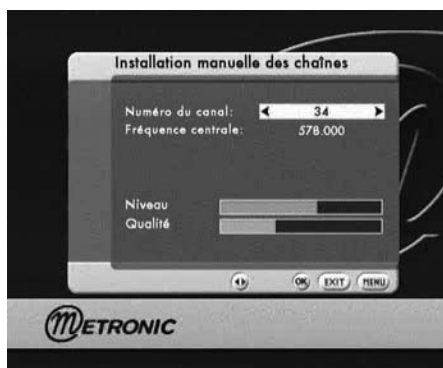 Installation manuelle des chaînes
Numéro du canal: 34
Fréquence centrale: 578.000
Niveau
Qualité
OK EXIT MENU
METRONIC